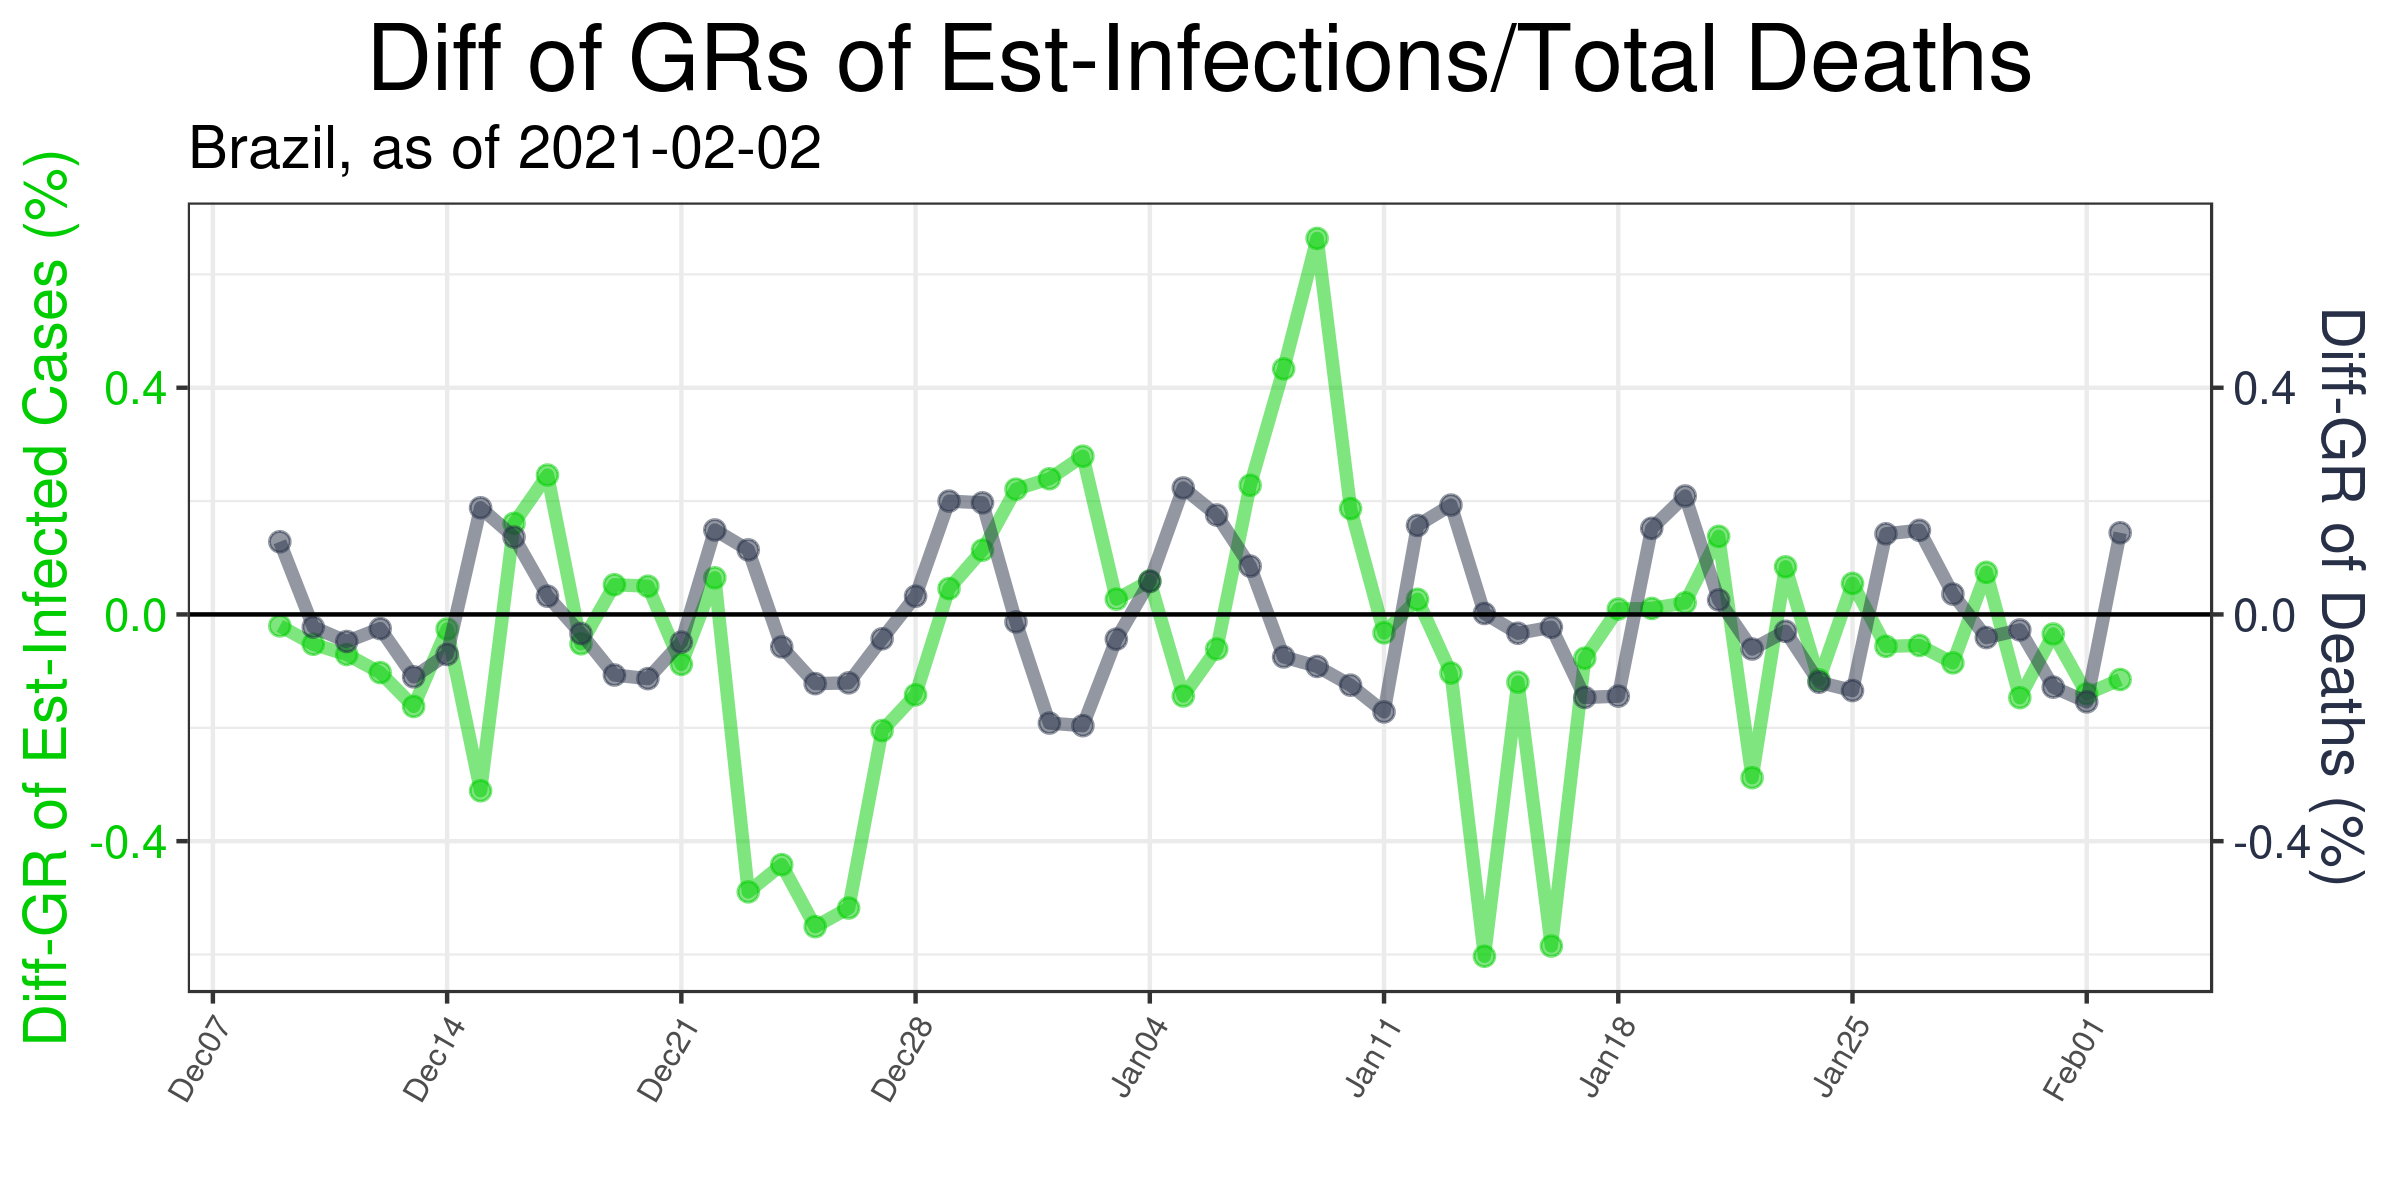 Diff of GRs of Est-Infections/Total Deaths
Brazil, as of 2021-02-02
Diff-GR of Est-Infected Cases (%)
0.4
0.0
-0.4
0.4
0.0
-0.4
Diff-GR of Deaths (%)
Dec07
Dec14
Dec21
Dec28
Jan04
Jan11
Jan18
Jan25
Feb01